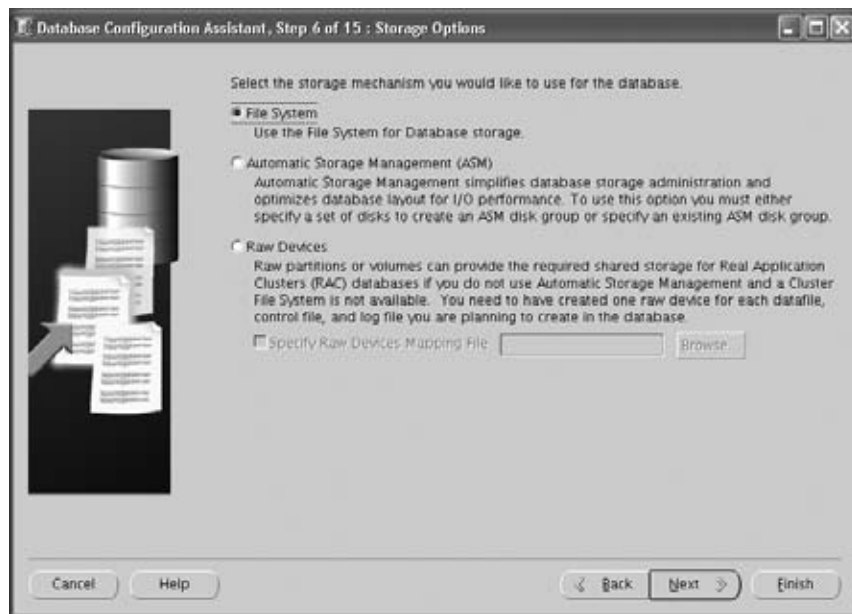 Database Configuration Assistant, Step 6 of 15 : Storage Options
Select the storage mechanism you would like to use for the database.
File System
Use the File System for Database storage.
Automatic Storage Management (ASM)
Automatic Storage Management simplifies database storage administration and
optimizes database layout for I/O performance. To use this option you must either
specify a set of disks to create an ASM disk group or specify an existing ASM disk group.
Raw Devices
Raw partitions or volumes can provide the required shared storage for Real Application
Clusters (RAC) databases if you do not use Automatic Storage Management and a Cluster
File System is not available. You need to have created one raw device for each datafile,
control file, and log file you are planning to create in the database.
Specify Raw Devices Mapping File
Browse...
Cancel
Help
Back
Next
Finish